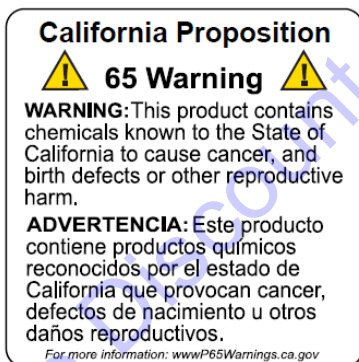 California Proposition
65 Warning
WARNING: This product contains
chemicals known to the State of
California to cause cancer, and
birth defects or other reproductive
harm.
ADVERTENCIA: Este producto
contiene productos químicos
reconocidos por el estado de
California que provocan cancer,
defectos de nacimiento u otros
daños reproductivos.
For more information: wwwP65Warnings.ca.gov
Discount